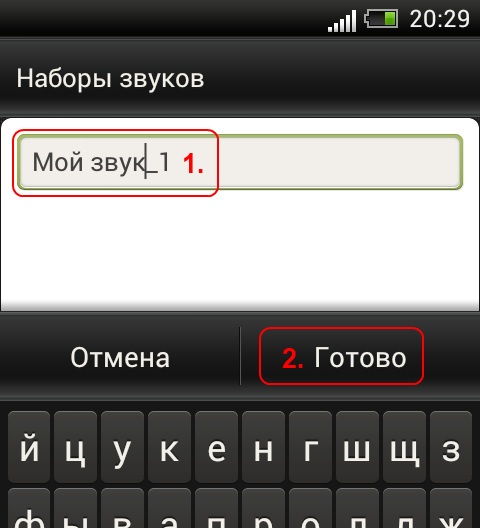 20:29
Наборы звуков
Мой звук_1 1.
Отмена 2. Готово
й ц у к е н г ш щ з
ф ы в а п р о л д ж